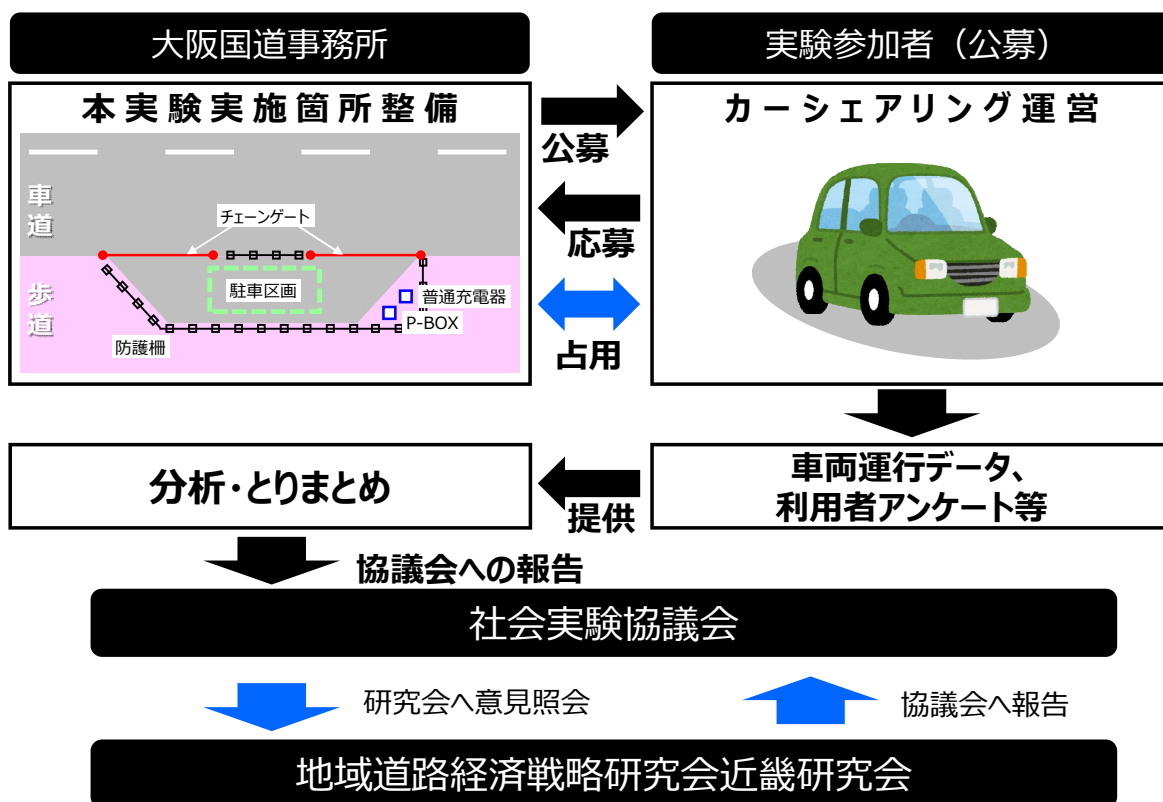 大阪国道事務所
実験参加者（公募）
本実験実施箇所整備
車道
チェーンゲート
歩道
駐車区画
普通充電器
P-BOX
防護柵
公募
応募
占用
カーシェアリング運営
車両運行データ、
利用者アンケート等
提供
分析・とりまとめ
協議会への報告
社会実験協議会
研究会へ意見照会
協議会へ報告
地域道路経済戦略研究会近畿研究会